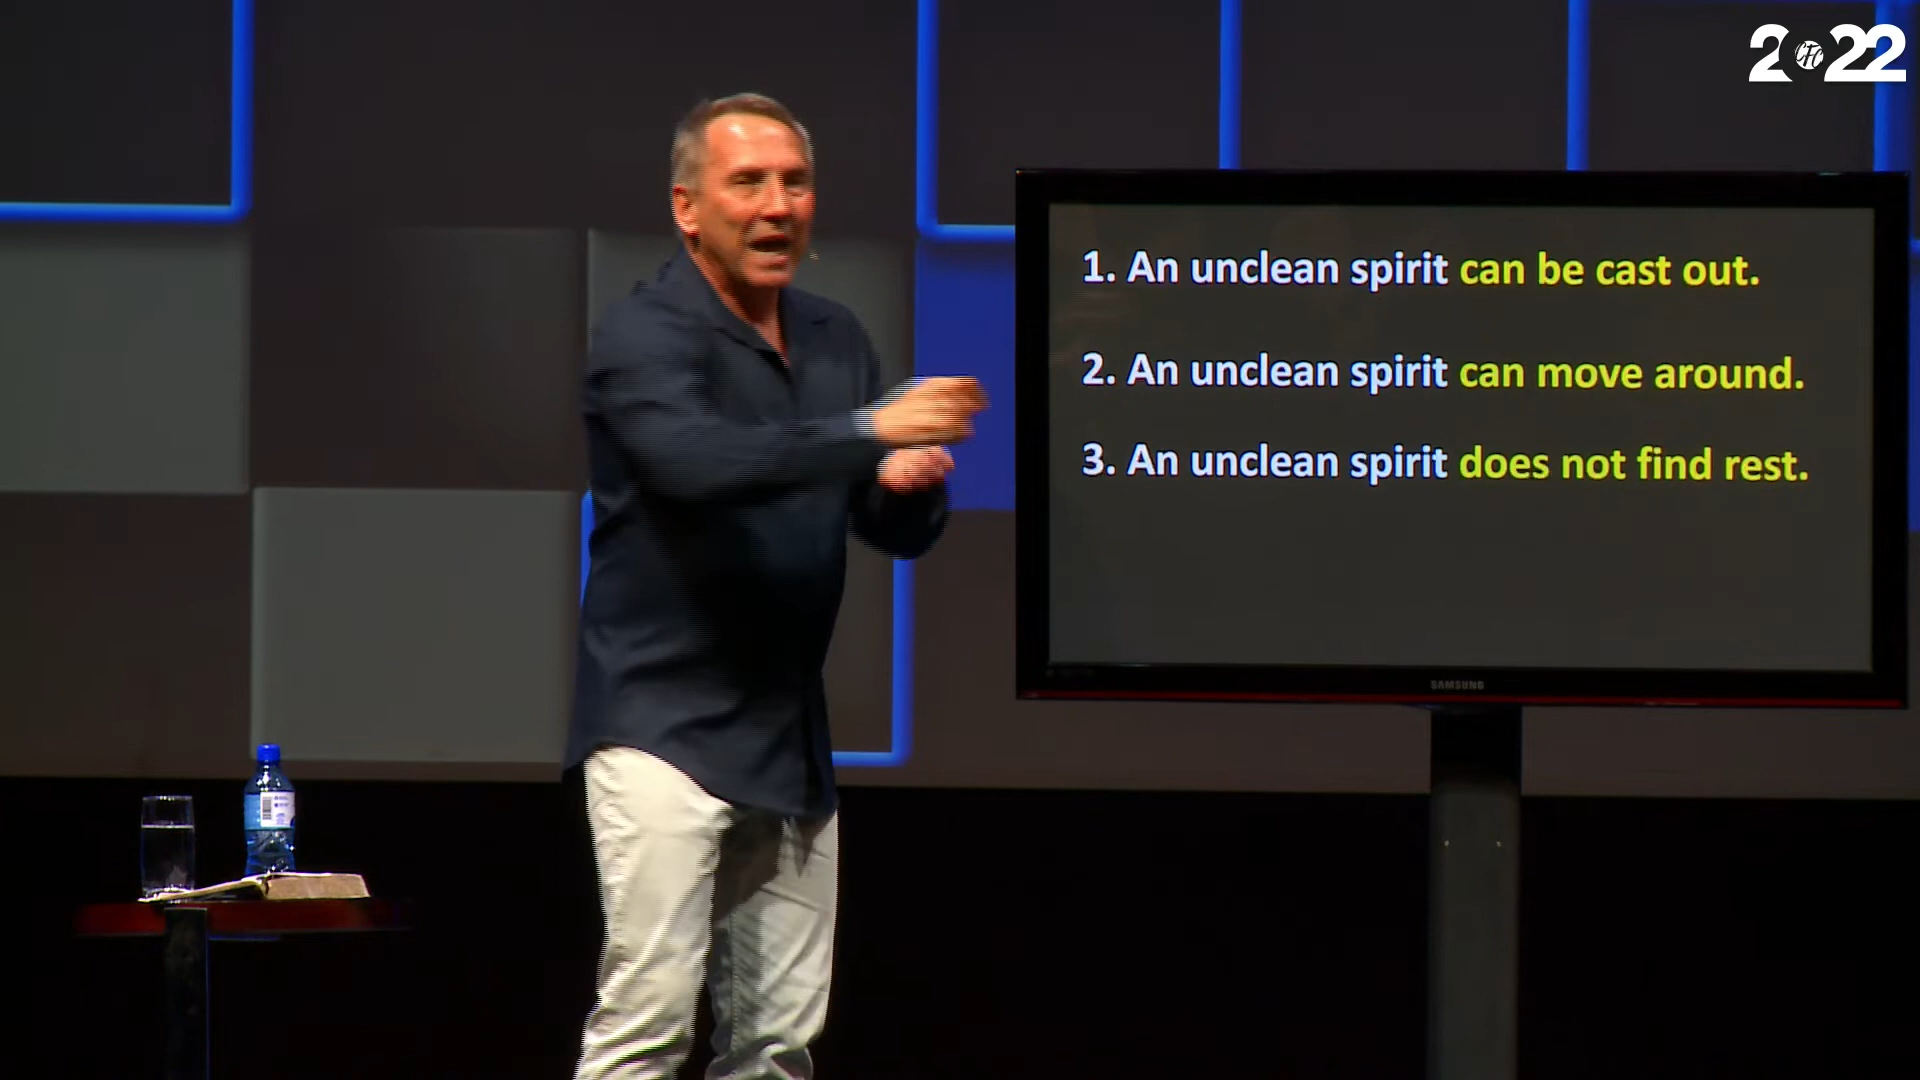 2022
1. An unclean spirit can be cast out.
2. An unclean spirit can move around.
3. An unclean spirit does not find rest.
SAMSUNG